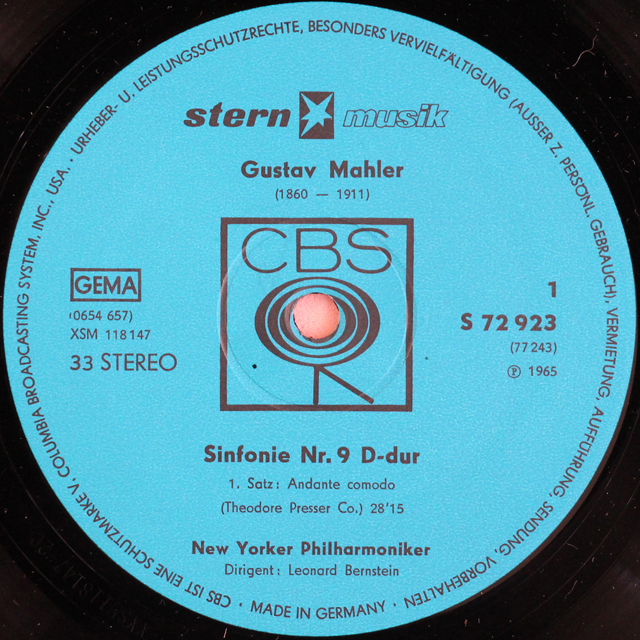 stern musik
Gustav Mahler
(1860 — 1911)
CBS
GEMA
(0654 657)
XSM 118147
33 STEREO
1
S 72 923
(77 243)
℗ 1965
Sinfonie Nr. 9 D-dur
1. Satz: Andante comodo
(Theodore Presser Co.) 28'15
New Yorker Philharmoniker
Dirigent: Leonard Bernstein
CBS IST EINE SCHUTZMARKE V. COLUMBIA BROADCASTING SYSTEM, INC., USA. · URHEBER- U. LEISTUNGSSCHUTZRECHTE, BESONDERS VERVIELFÄLTIGUNG (AUSSER Z. PERSÖNL. GEBRAUCH), VERMIETUNG, AUFFÜHRUNG, SENDUNG, VORBEHALTEN · MADE IN GERMANY ·